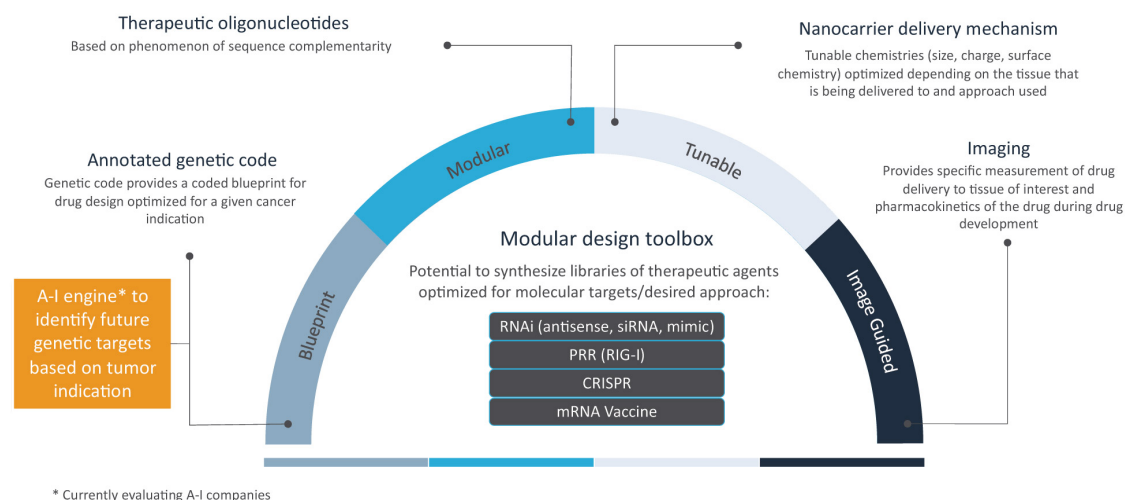 Therapeutic oligonucleotides
Based on phenomenon of sequence complementarity
Nanocarrier delivery mechanism
Tunable chemistries (size, charge, surface
chemistry) optimized depending on the tissue that
is being delivered to and approach used
Annotated genetic code
Genetic code provides a coded blueprint for
drug design optimized for a given cancer
indication
Imaging
Provides specific measurement of drug
delivery to tissue of interest and
pharmacokinetics of the drug during drug
development
A-I engine* to
identify future
genetic targets
based on tumor
indication
Blueprint
Modular
Tunable
Image Guided
Modular design toolbox
Potential to synthesize libraries of therapeutic agents
optimized for molecular targets/desired approach:
RNAi (antisense, siRNA, mimic)
PRR (RIG-I)
CRISPR
mRNA Vaccine
* Currently evaluating A-I companies